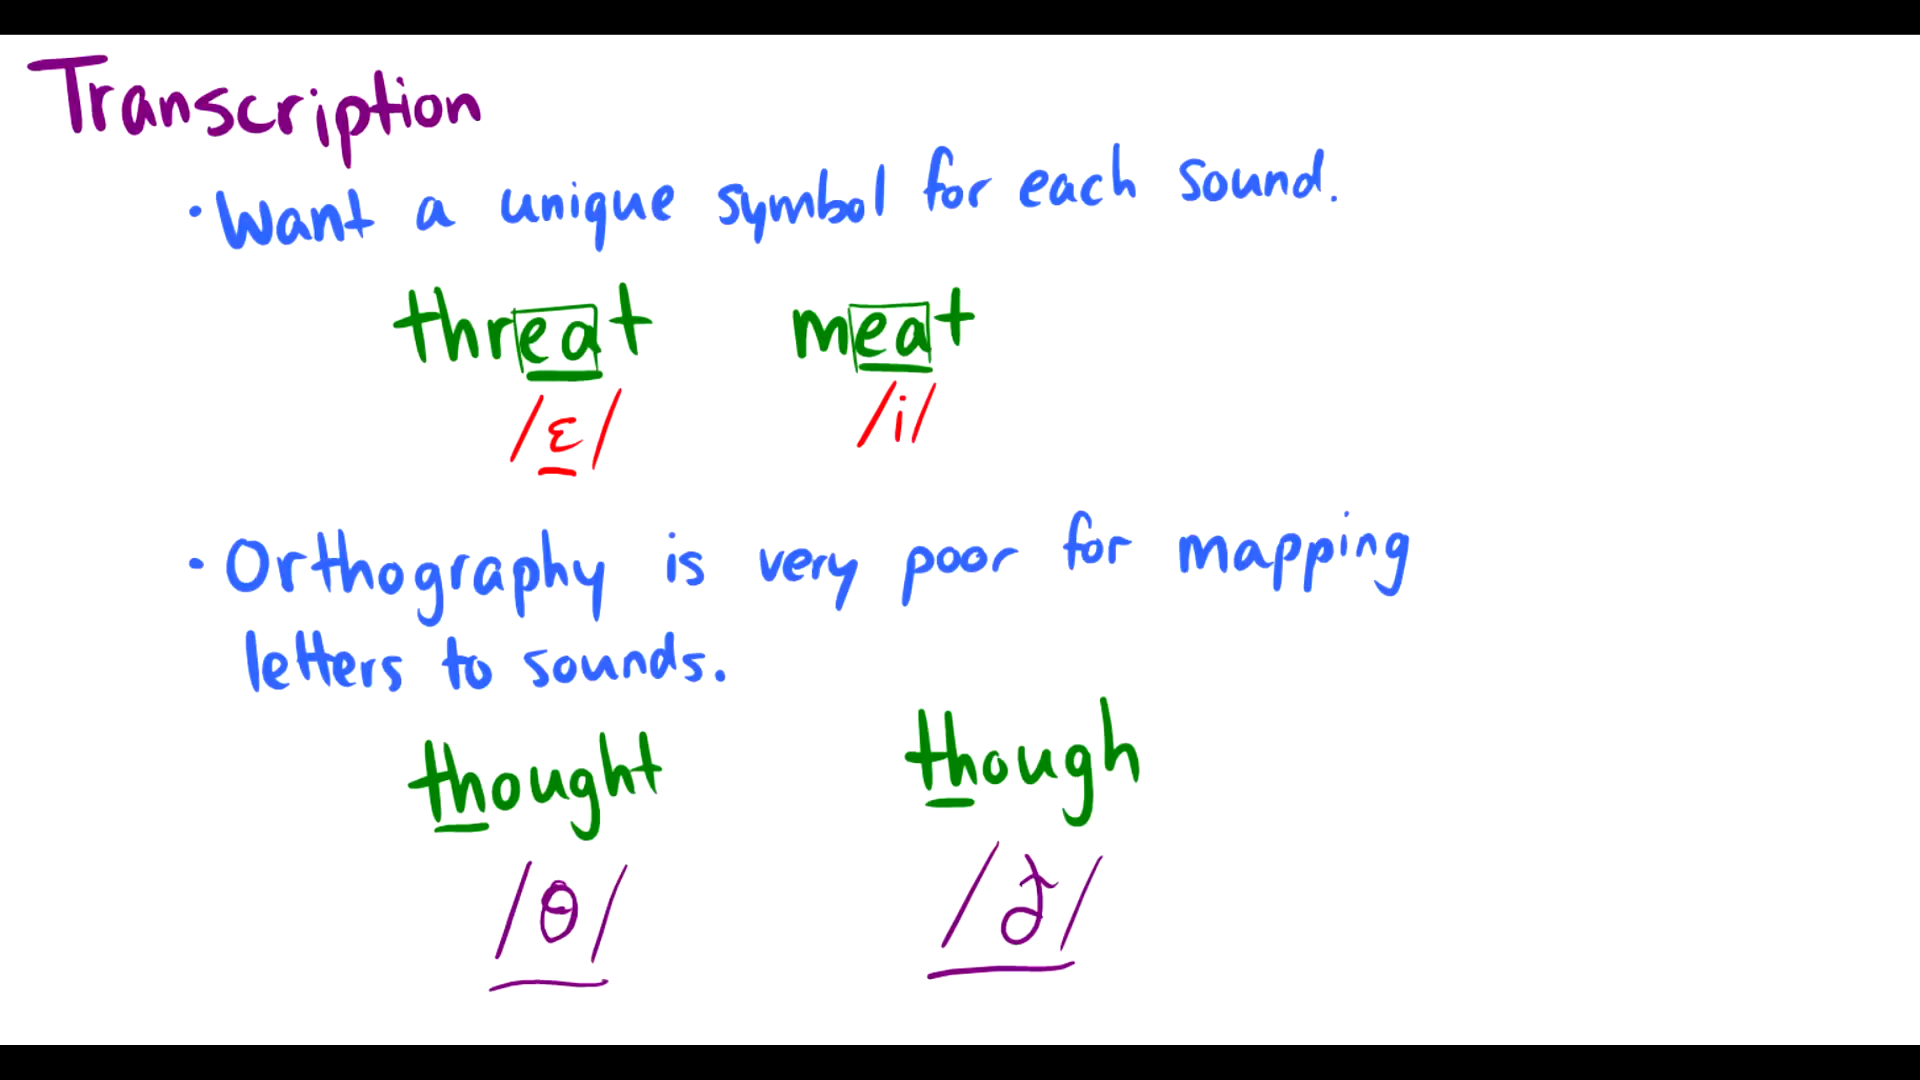 Transcription
• Want a unique symbol for each sound.
threat meat
/ɛ/ /i/
• Orthography is very poor for mapping
letters to sounds.
thought though
/θ/ /ð/